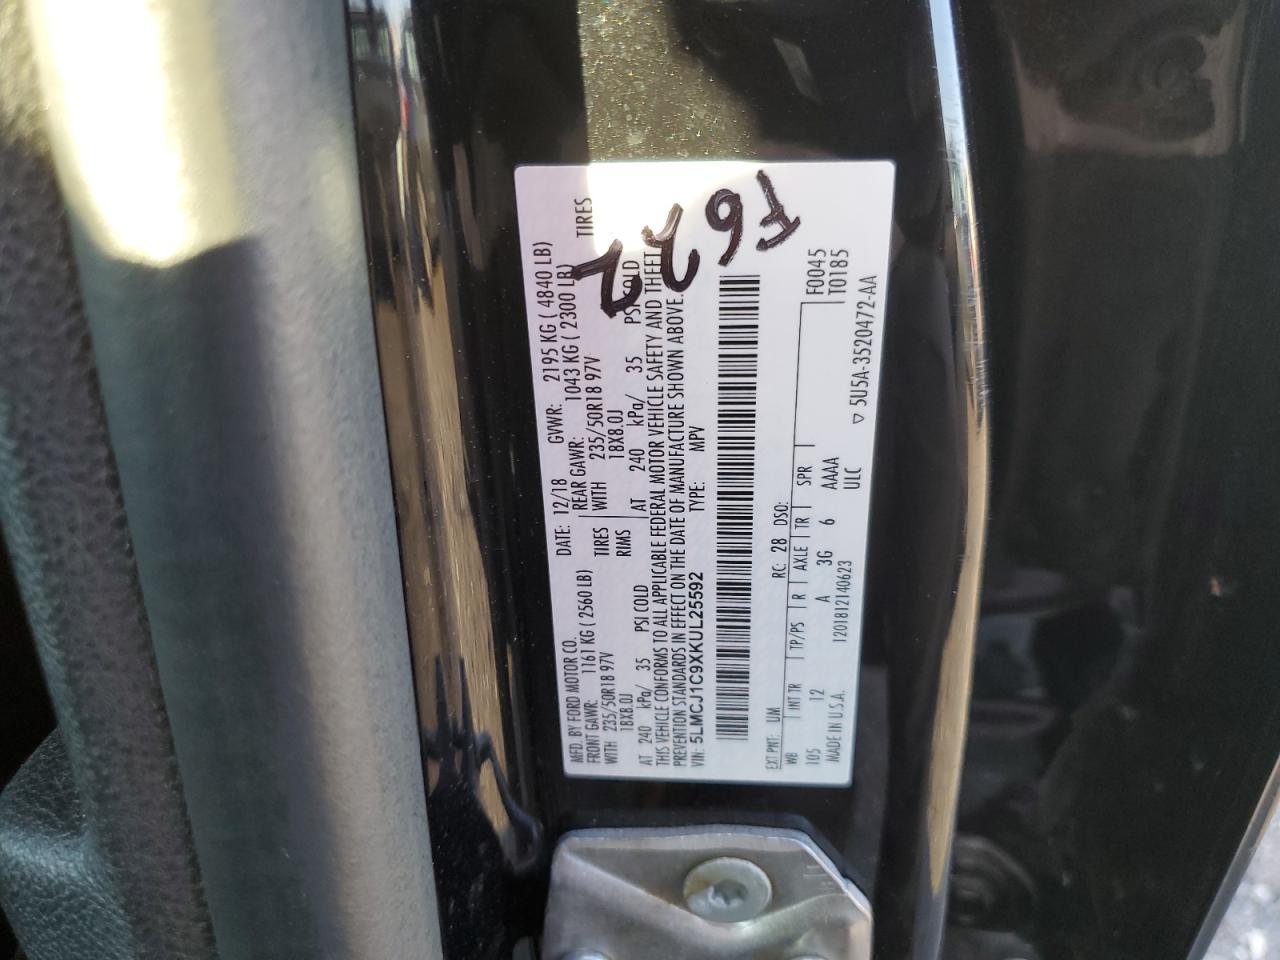 MFD. BY FORD MOTOR CO.
DATE: 12/18 GVWR: 2195 KG ( 4840 LB)
FRONT GAWR: 1161 KG ( 2560 LB)
REAR GAWR: 1043 KG ( 2300 LB)
WITH 235/50R18 97V TIRES
WITH 235/50R18 97V TIRES
18X8.0J RIMS
18X8.0J
AT 240 kPa/ 35 PSI COLD
AT 240 kPa/ 35 PSI COLD
THIS VEHICLE CONFORMS TO ALL APPLICABLE FEDERAL MOTOR VEHICLE SAFETY AND THEFT
PREVENTION STANDARDS IN EFFECT ON THE DATE OF MANUFACTURE SHOWN ABOVE.
VIN: 5LMCJ1C9XKUL25592 TYPE: MPV
F622
EXT PNT: UM RC: 28 DSO:
WB INT TR TP/PS R AXLE TR SPR F0045
105 12 A 3G 6 AAAA T0185
MADE IN U.S.A. 1201812140623 ULC
▽ 5U5A-3520472-AA